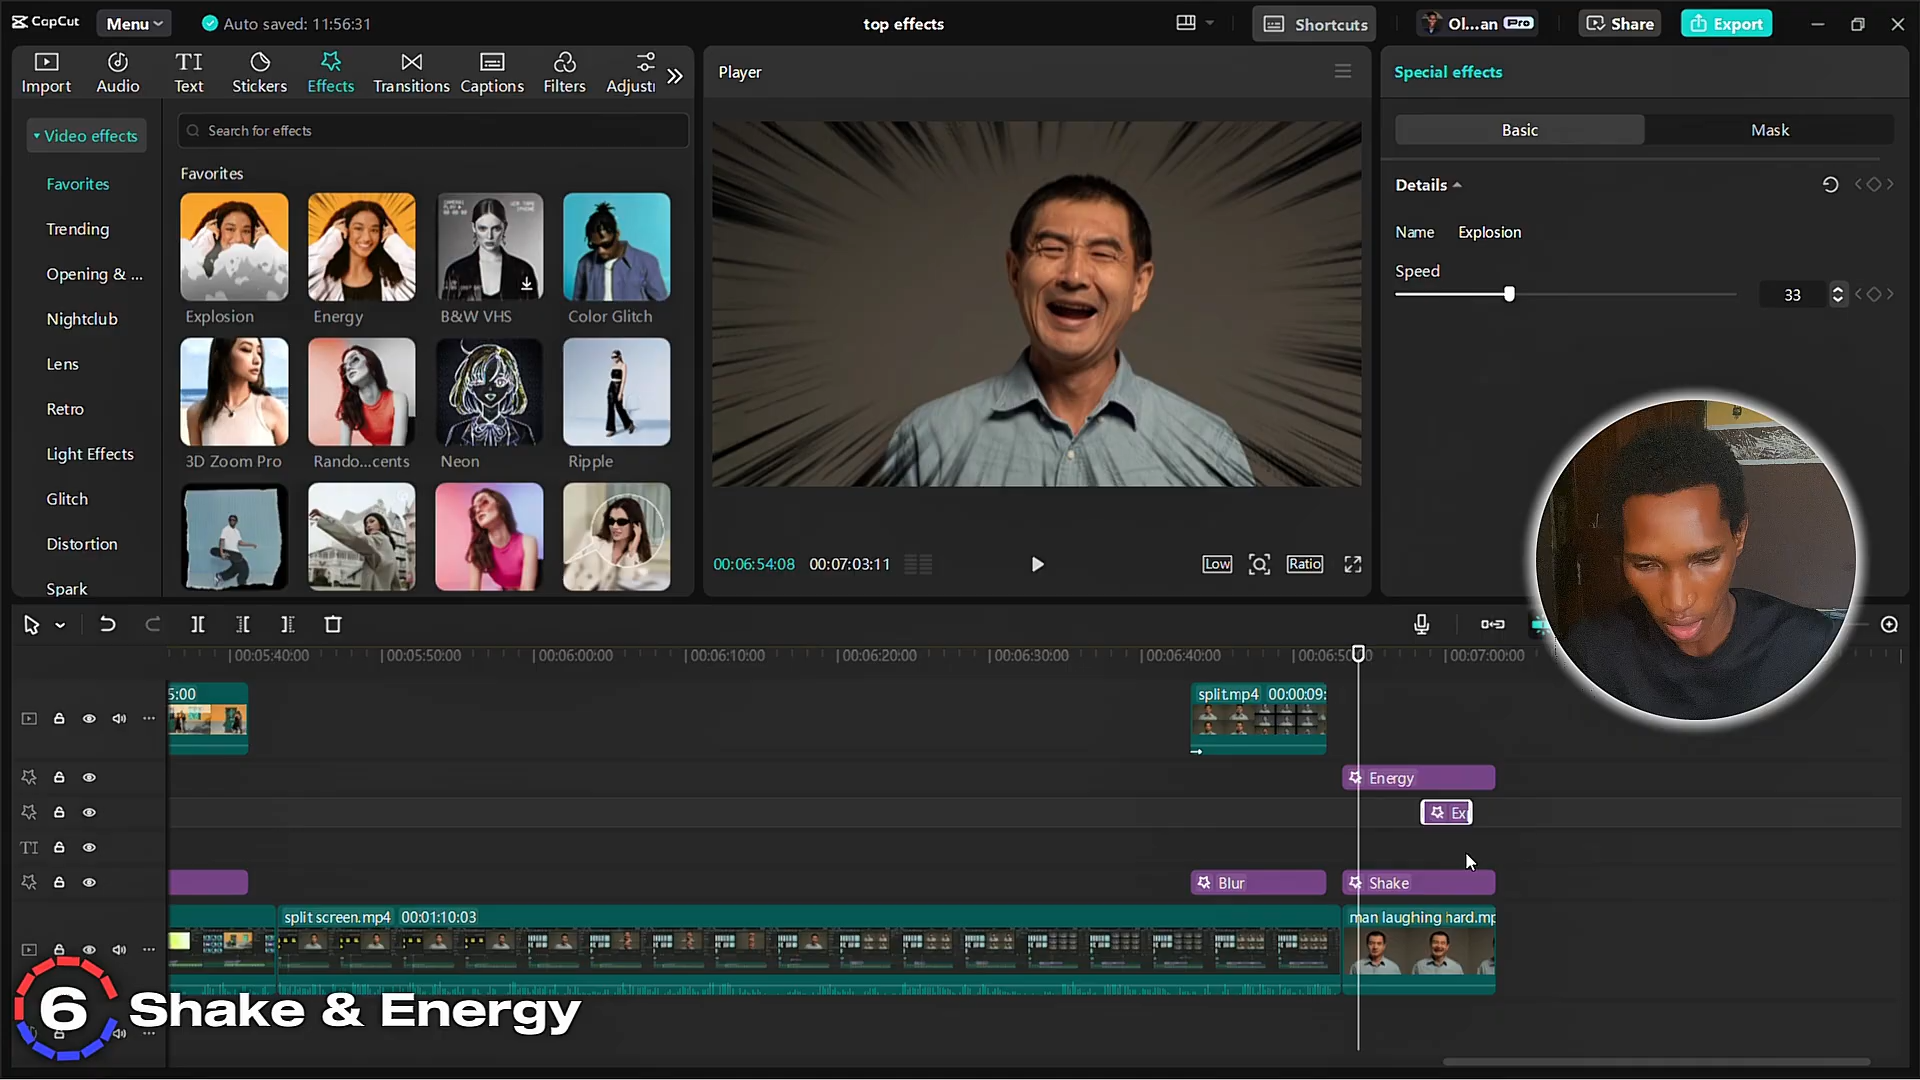 CapCut
Menu
Auto saved: 11:56:31
top effects
Shortcuts
Ol...an
Pro
Share
Export
Import
Audio
Text
Stickers
Effects
Transitions
Captions
Filters
Adjust
Video effects
Favorites
Trending
Opening & ...
Nightclub
Lens
Retro
Light Effects
Glitch
Distortion
Spark
Search for effects
Favorites
Explosion
Energy
B&W VHS
Color Glitch
3D Zoom Pro
Rando...cents
Neon
Ripple
Player
00:06:54:08
00:07:03:11
Low
Ratio
Special effects
Basic
Mask
Details
Name
Explosion
Speed
33
00:05:40:00
00:05:50:00
00:06:00:00
00:06:10:00
00:06:20:00
00:06:30:00
00:06:40:00
00:06:50:00
00:07:00:00
5:00
split.mp4 00:00:09:
Energy
Ex
TI
Blur
Shake
split screen.mp4 00:01:10:03
man laughing hard.mp
6 Shake & Energy